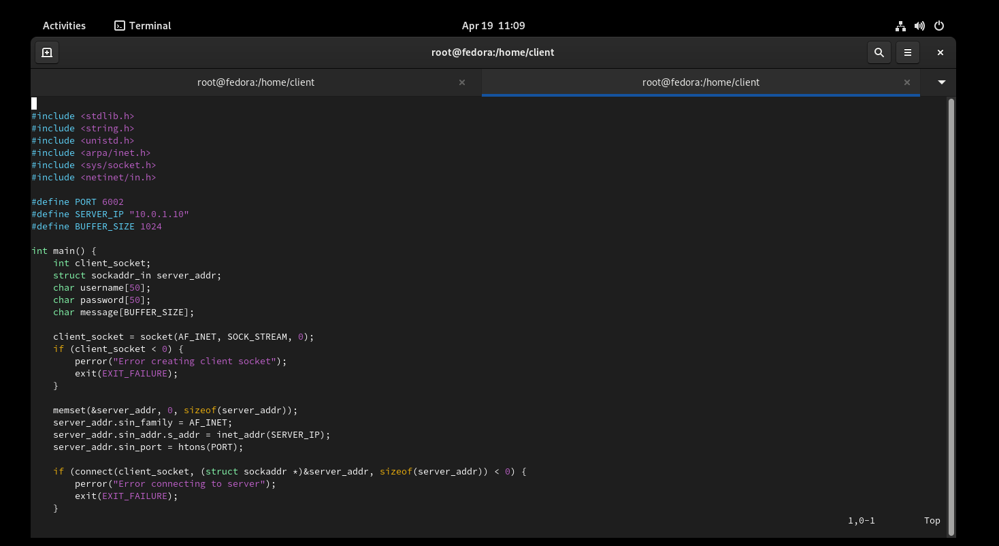 Activities Terminal Apr 19 11:09
root@fedora:/home/client
root@fedora:/home/client root@fedora:/home/client
#include <stdlib.h>
#include <string.h>
#include <unistd.h>
#include <arpa/inet.h>
#include <sys/socket.h>
#include <netinet/in.h>
#define PORT 6002
#define SERVER_IP "10.0.1.10"
#define BUFFER_SIZE 1024
int main() {
    int client_socket;
    struct sockaddr_in server_addr;
    char username[50];
    char password[50];
    char message[BUFFER_SIZE];
    client_socket = socket(AF_INET, SOCK_STREAM, 0);
    if (client_socket < 0) {
        perror("Error creating client socket");
        exit(EXIT_FAILURE);
    }
    memset(&server_addr, 0, sizeof(server_addr));
    server_addr.sin_family = AF_INET;
    server_addr.sin_addr.s_addr = inet_addr(SERVER_IP);
    server_addr.sin_port = htons(PORT);
    if (connect(client_socket, (struct sockaddr *)&server_addr, sizeof(server_addr)) < 0) {
        perror("Error connecting to server");
        exit(EXIT_FAILURE);
    }
1,0-1 Top